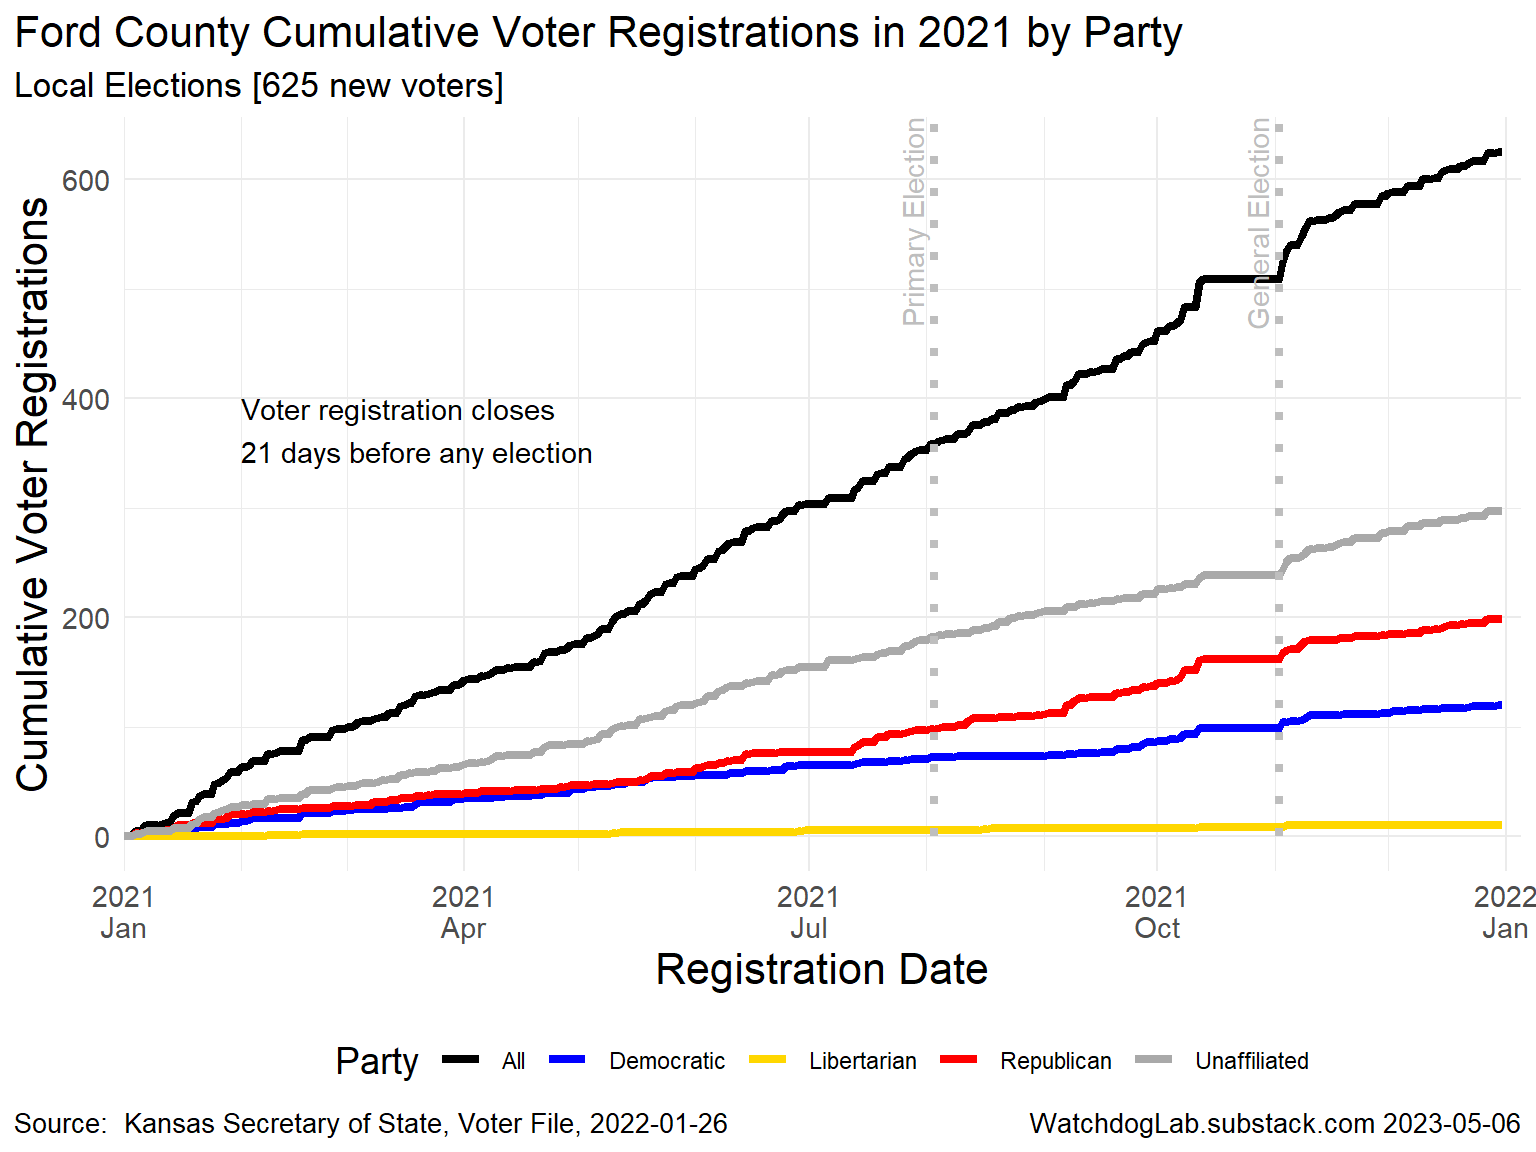 Ford County Cumulative Voter Registrations in 2021 by Party
Local Elections [625 new voters]
Cumulative Voter Registrations
600
400
200
0
Primary Election
General Election
Voter registration closes
21 days before any election
2021
Jan
2021
Apr
2021
Jul
2021
Oct
2022
Jan
Registration Date
Party
All
Democratic
Libertarian
Republican
Unaffiliated
Source:  Kansas Secretary of State, Voter File, 2022-01-26
WatchdogLab.substack.com 2023-05-06